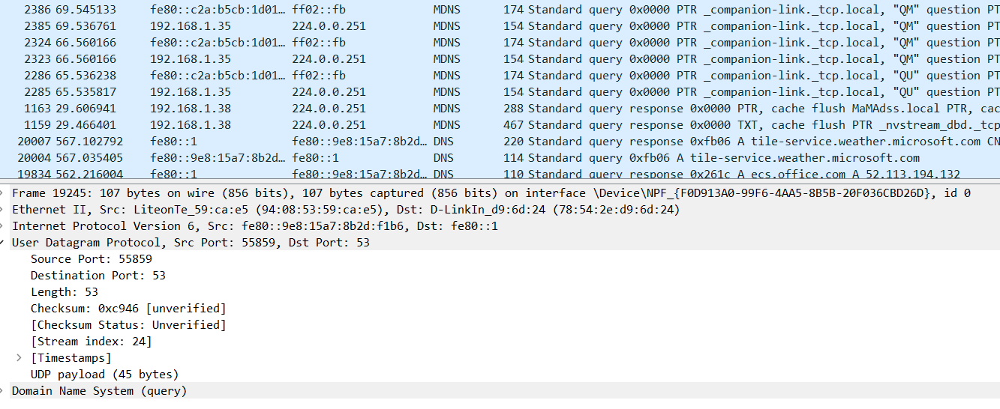 2386 69.545133 fe80::c2a:b5cb:1d01… ff02::fb MDNS 174 Standard query 0x0000 PTR _companion-link._tcp.local, "QM" question PT
2385 69.536761 192.168.1.35 224.0.0.251 MDNS 154 Standard query 0x0000 PTR _companion-link._tcp.local, "QM" question PT
2324 66.560166 fe80::c2a:b5cb:1d01… ff02::fb MDNS 174 Standard query 0x0000 PTR _companion-link._tcp.local, "QM" question PT
2323 66.560166 192.168.1.35 224.0.0.251 MDNS 154 Standard query 0x0000 PTR _companion-link._tcp.local, "QM" question PT
2286 65.536238 fe80::c2a:b5cb:1d01… ff02::fb MDNS 174 Standard query 0x0000 PTR _companion-link._tcp.local, "QU" question PT
2285 65.535817 192.168.1.35 224.0.0.251 MDNS 154 Standard query 0x0000 PTR _companion-link._tcp.local, "QU" question PT
1163 29.606941 192.168.1.38 224.0.0.251 MDNS 288 Standard query response 0x0000 PTR, cache flush MaMAdss.local PTR, cac
1159 29.466401 192.168.1.38 224.0.0.251 MDNS 467 Standard query response 0x0000 TXT, cache flush PTR _nvstream_dbd._tcp
20007 567.102792 fe80::1 fe80::9e8:15a7:8b2d… DNS 220 Standard query response 0xfb06 A tile-service.weather.microsoft.com CN
20004 567.035405 fe80::9e8:15a7:8b2d… fe80::1 DNS 114 Standard query 0xfb06 A tile-service.weather.microsoft.com
19834 562.216004 fe80::1 fe80::9e8:15a7:8b2d… DNS 110 Standard query response 0x261c A ecs.office.com A 52.113.194.132
Frame 19245: 107 bytes on wire (856 bits), 107 bytes captured (856 bits) on interface \Device\NPF_{F0D913A0-99F6-4AA5-8B5B-20F036CBD26D}, id 0
Ethernet II, Src: LiteonTe_59:ca:e5 (94:08:53:59:ca:e5), Dst: D-LinkIn_d9:6d:24 (78:54:2e:d9:6d:24)
Internet Protocol Version 6, Src: fe80::9e8:15a7:8b2d:f1b6, Dst: fe80::1
User Datagram Protocol, Src Port: 55859, Dst Port: 53
Source Port: 55859
Destination Port: 53
Length: 53
Checksum: 0xc946 [unverified]
[Checksum Status: Unverified]
[Stream index: 24]
[Timestamps]
UDP payload (45 bytes)
Domain Name System (query)